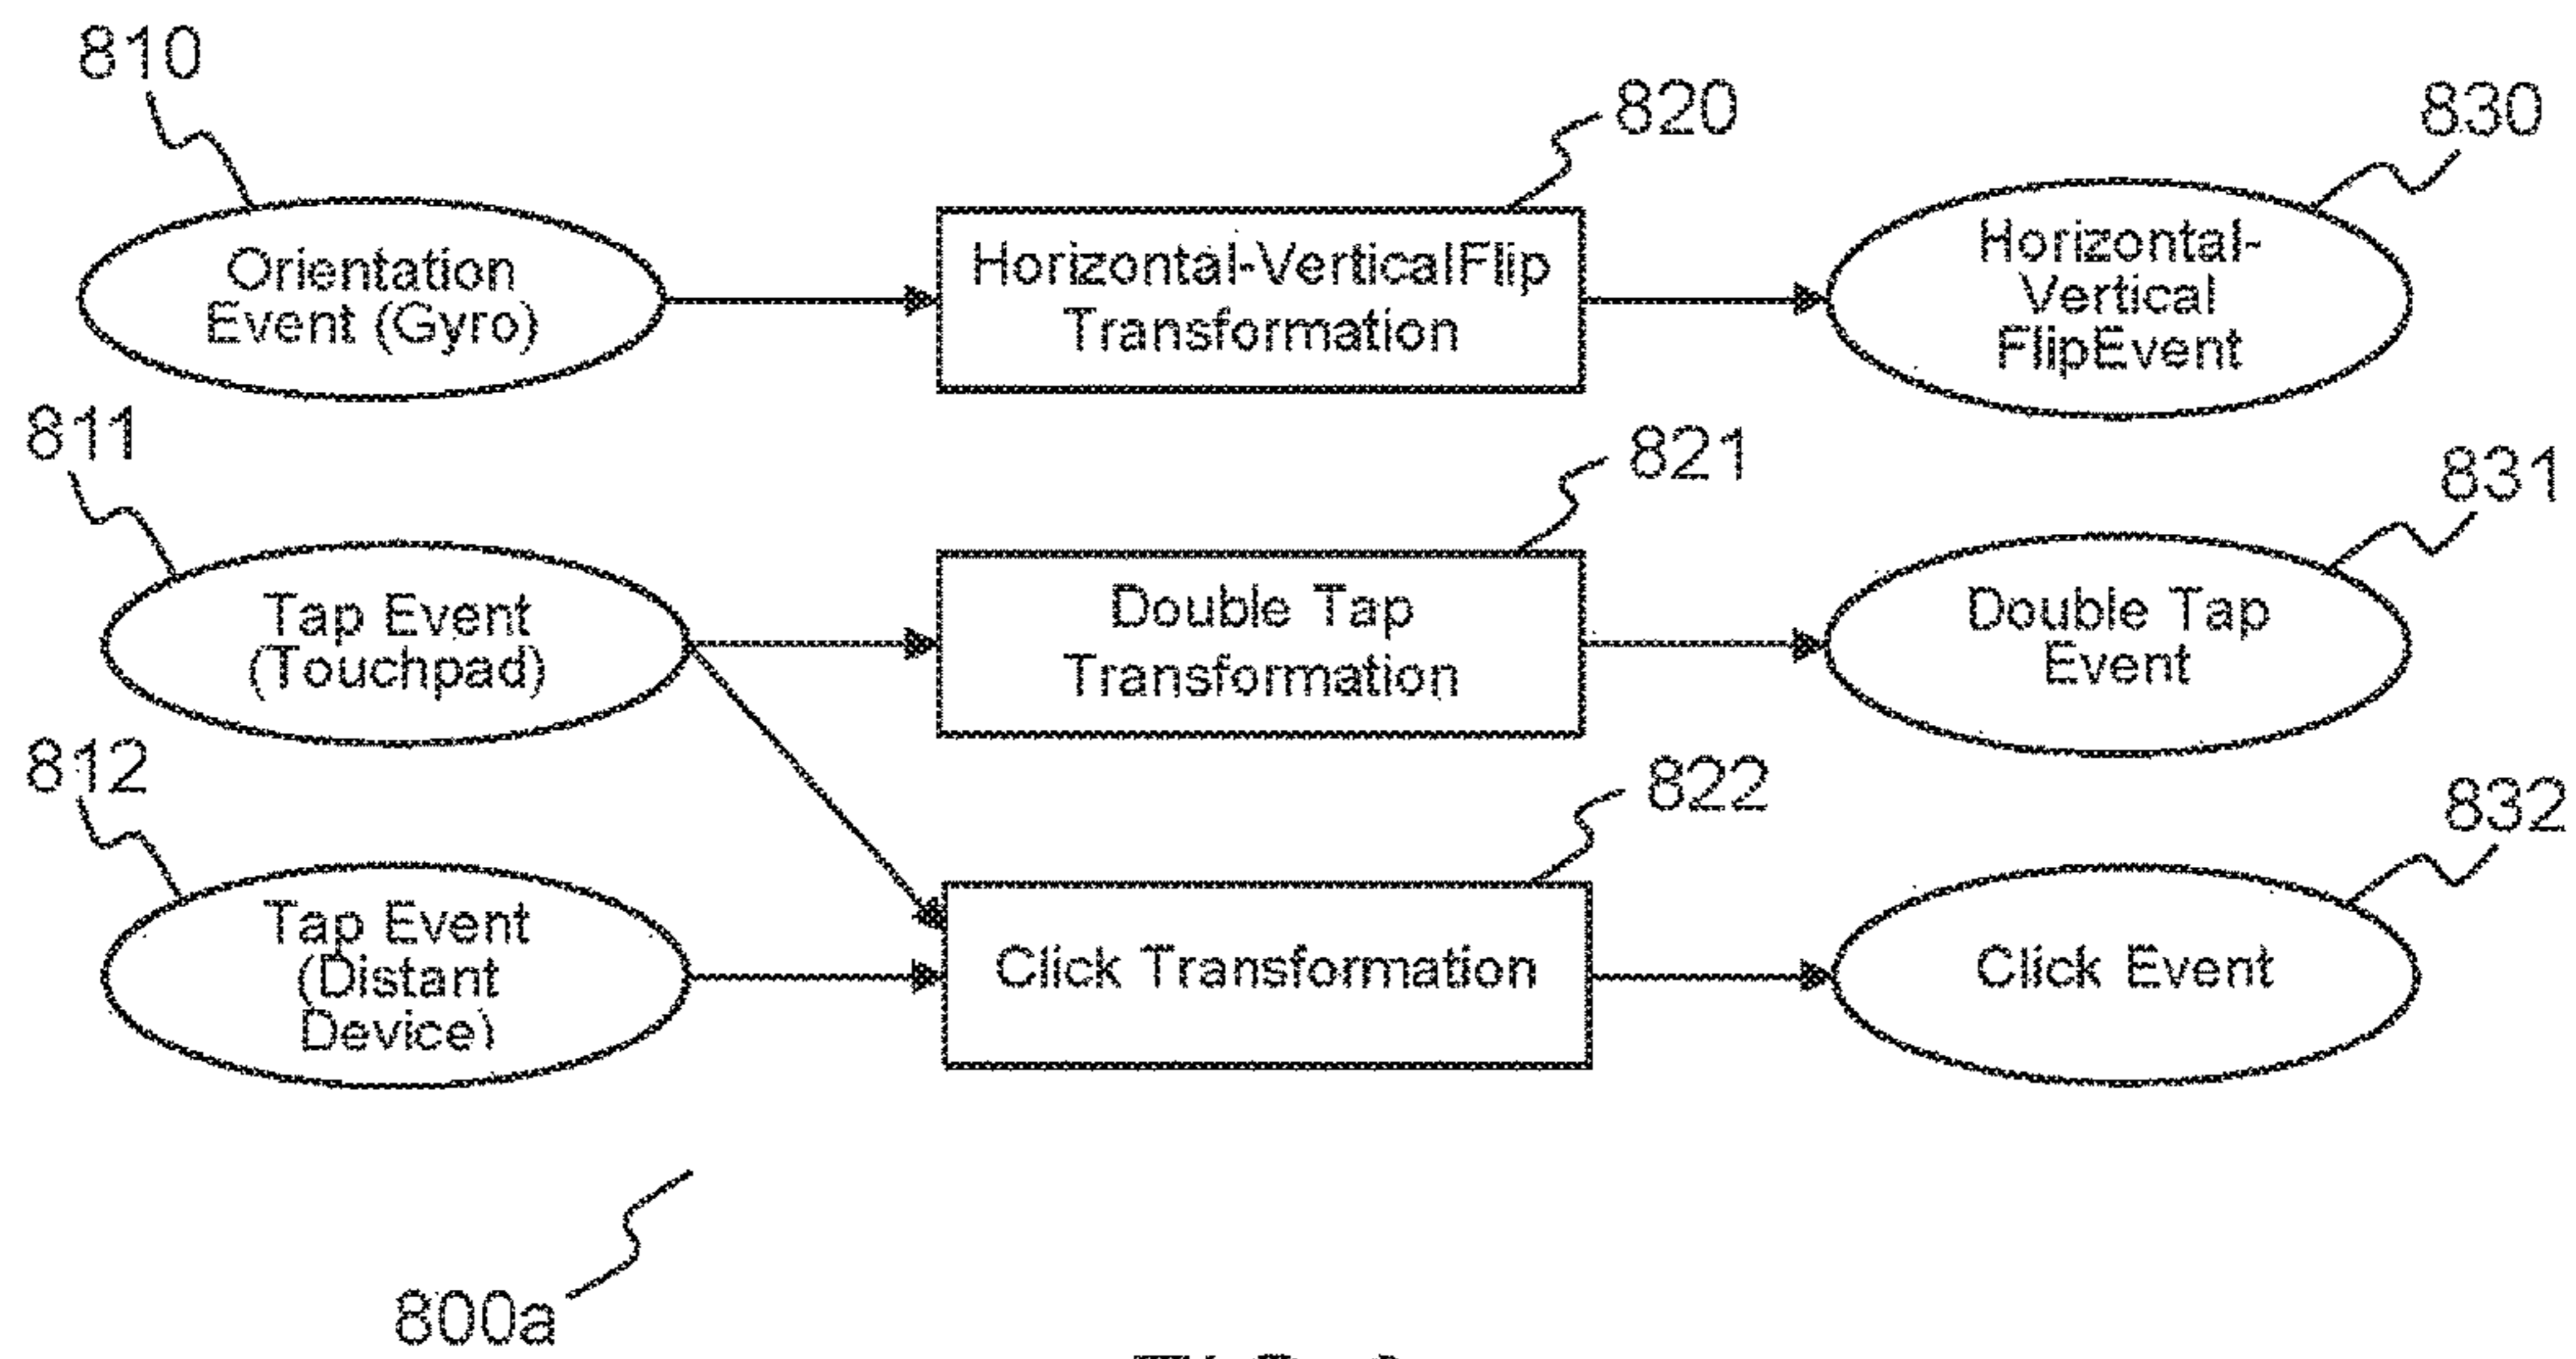 810
820
830
Orientation
Event (Gyro)
Horizontal-VerticalFlip
Transformation
Horizontal-
Vertical
FlipEvent
811
821
831
Tap Event
(Touchpad)
Double Tap
Transformation
Double Tap
Event
812
822
832
Tap Event
(Distant
Device)
Click Transformation
Click Event
800a